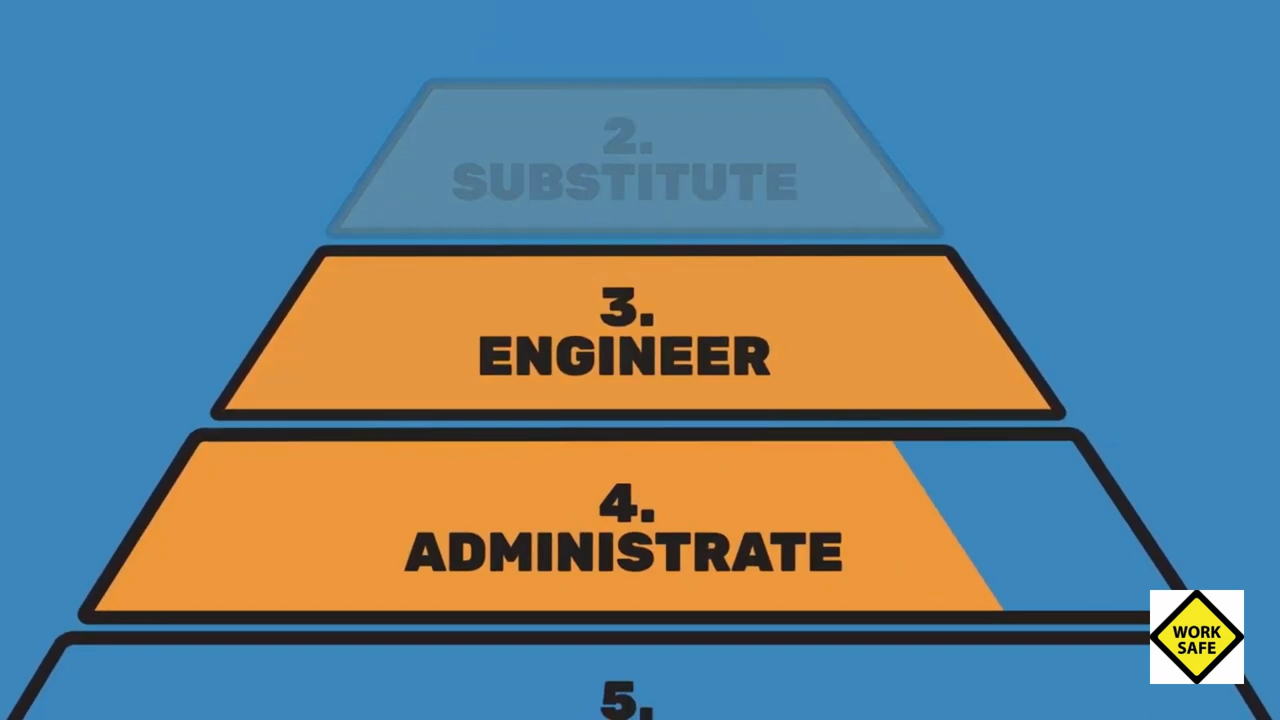 2.
SUBSTITUTE
3.
ENGINEER
4.
ADMINISTRATE
5.
WORK
SAFE